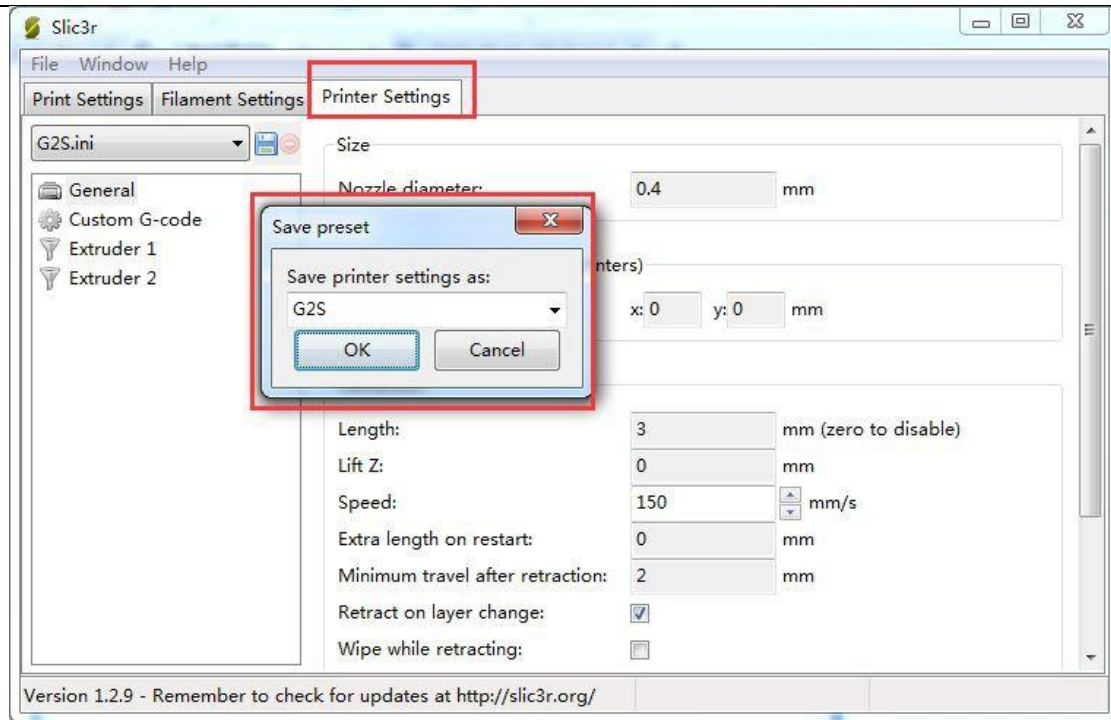 Slic3r
File Window Help
Print Settings Filament Settings Printer Settings
G2S.ini
General
Custom G-code
Extruder 1
Extruder 2
Size
Nozzle diameter: 0.4 mm
nters)
x: 0 y: 0 mm
Save preset
Save printer settings as:
G2S
OK Cancel
Length: 3 mm (zero to disable)
Lift Z: 0 mm
Speed: 150 mm/s
Extra length on restart: 0 mm
Minimum travel after retraction: 2 mm
Retract on layer change:
Wipe while retracting:
Version 1.2.9 - Remember to check for updates at http://slic3r.org/